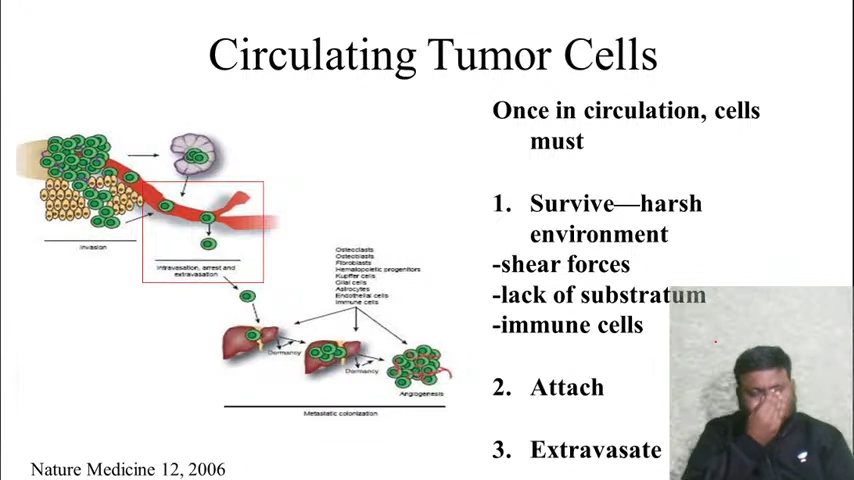 Circulating Tumor Cells
Once in circulation, cells
must
1. Survive—harsh
environment
-shear forces
-lack of substratum
-immune cells
2. Attach
3. Extravasate
Invasion
Intravasation, arrest and
extravasation
Osteoclasts
Osteoblasts
Fibroblasts
Hematopoietic progenitors
Kupffer cells
Glial cells
Astrocytes
Endothelial cells
Immune cells
Dormancy
Dormancy
Angiogenesis
Metastatic colonization
Nature Medicine 12, 2006